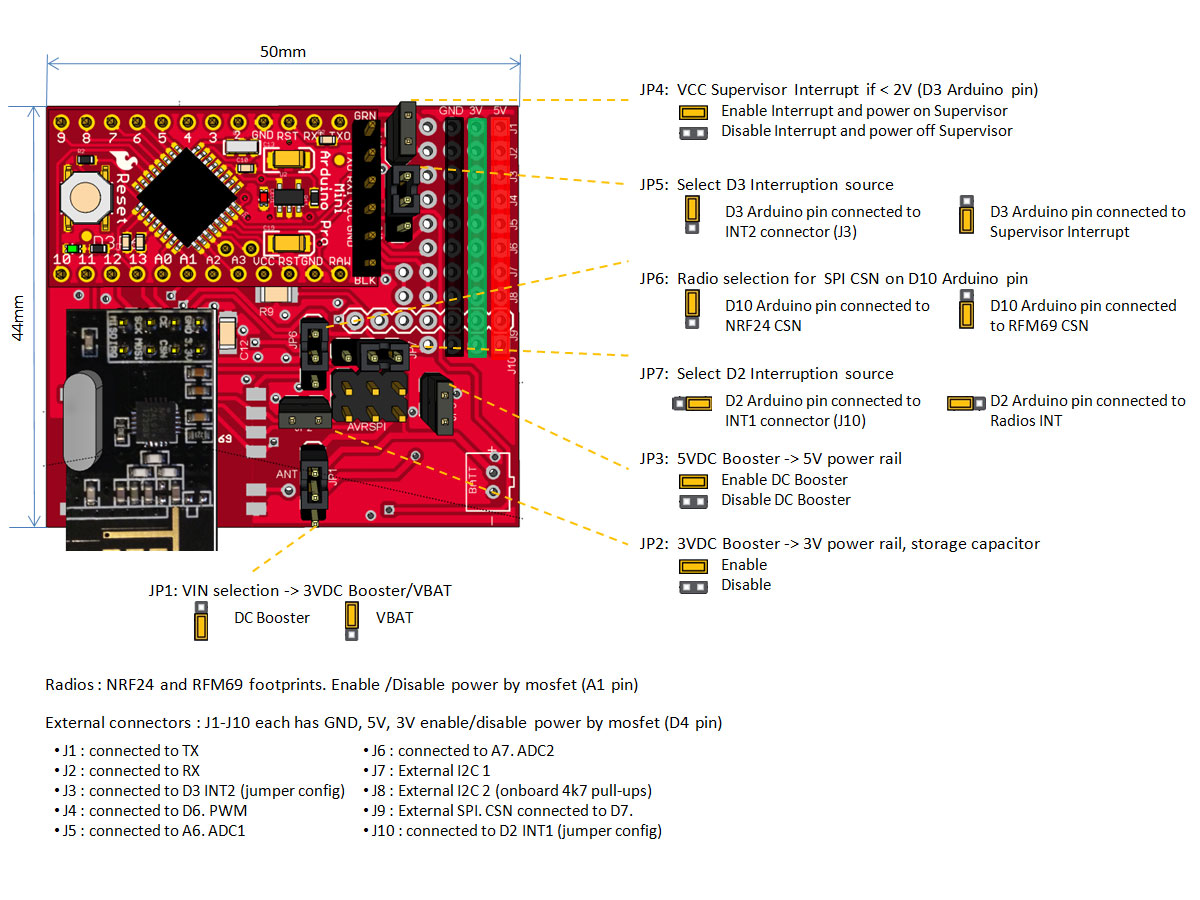 50mm
44mm
GRN
GND 3V 5V
9 8 7 6 5 4 3 2 GND RST RXI TXO
Reset
Arduino Pro
Mini
D3
10 11 12 13 A0 A1 A2 A3 VCC RST GND RAW
BLK
J1
J2
J3
J4
J5
J6
J7
J8
J9
J10
R9
C12
JP6
AVRSPI
69
ANT
JP1
BATT
+
JP4: VCC Supervisor Interrupt if < 2V (D3 Arduino pin)
Enable Interrupt and power on Supervisor
Disable Interrupt and power off Supervisor
JP5: Select D3 Interruption source
D3 Arduino pin connected to
INT2 connector (J3)
D3 Arduino pin connected to
Supervisor Interrupt
JP6: Radio selection for SPI CSN on D10 Arduino pin
D10 Arduino pin connected to
NRF24 CSN
D10 Arduino pin connected
to RFM69 CSN
JP7: Select D2 Interruption source
D2 Arduino pin connected to
INT1 connector (J10)
D2 Arduino pin connected to
Radios INT
JP3: 5VDC Booster -> 5V power rail
Enable DC Booster
Disable DC Booster
JP2: 3VDC Booster -> 3V power rail, storage capacitor
Enable
Disable
JP1: VIN selection -> 3VDC Booster/VBAT
DC Booster
VBAT
Radios : NRF24 and RFM69 footprints. Enable /Disable power by mosfet (A1 pin)
External connectors : J1-J10 each has GND, 5V, 3V enable/disable power by mosfet (D4 pin)
• J1 : connected to TX
• J2 : connected to RX
• J3 : connected to D3 INT2 (jumper config)
• J4 : connected to D6. PWM
• J5 : connected to A6. ADC1
• J6 : connected to A7. ADC2
• J7 : External I2C 1
• J8 : External I2C 2 (onboard 4k7 pull-ups)
• J9 : External SPI. CSN connected to D7.
• J10 : connected to D2 INT1 (jumper config)